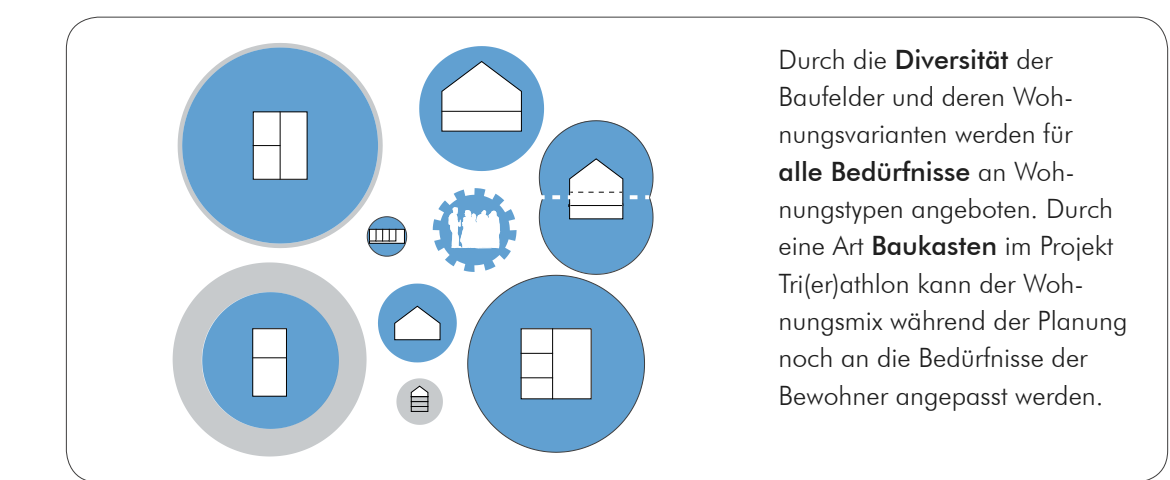 Durch die Diversität der
Baufelder und deren Woh-
nungsvarianten werden für
alle Bedürfnisse an Woh-
nungstypen angeboten. Durch
eine Art Baukasten im Projekt
Tri(er)athlon kann der Woh-
nungsmix während der Planung
noch an die Bedürfnisse der
Bewohner angepasst werden.